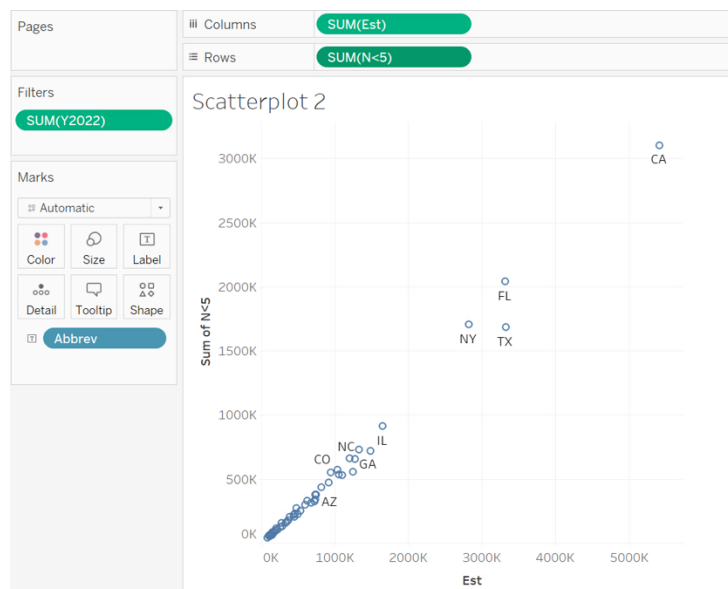 Pages
iii Columns SUM(Est)
Rows SUM(N<5)
Filters
SUM(Y2022)
Marks
Automatic
Color Size Label
Detail Tooltip Shape
T Abbrev
Scatterplot 2
Sum of N<5
3000K
2500K
2000K
1500K
1000K
500K
0K
CA
FL
NY TX
IL
NC
CO GA
AZ
0K 1000K 2000K 3000K 4000K 5000K
Est